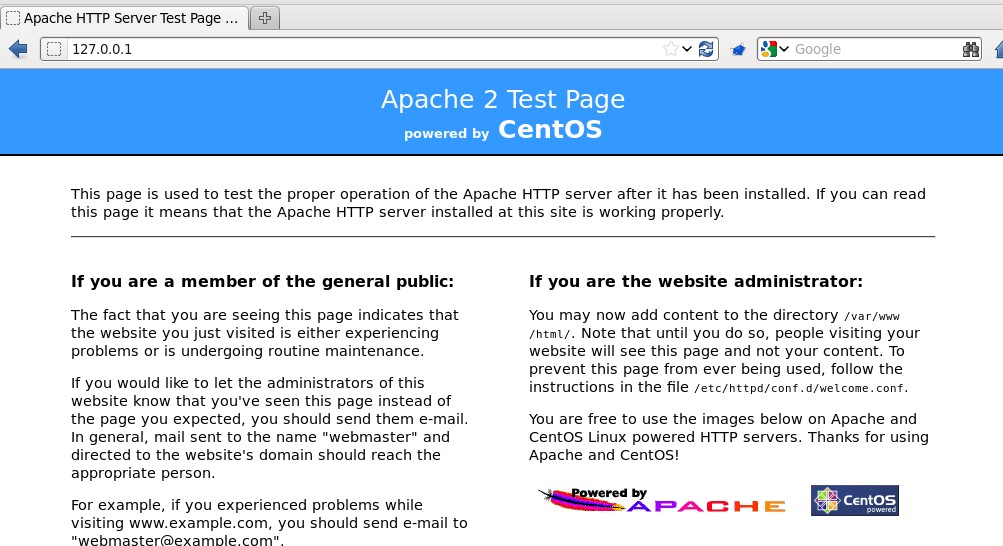 Apache HTTP Server Test Page ...
127.0.0.1
Google
Apache 2 Test Page
powered by CentOS
This page is used to test the proper operation of the Apache HTTP server after it has been installed. If you can read
this page it means that the Apache HTTP server installed at this site is working properly.
If you are a member of the general public:
The fact that you are seeing this page indicates that
the website you just visited is either experiencing
problems or is undergoing routine maintenance.
If you would like to let the administrators of this
website know that you've seen this page instead of
the page you expected, you should send them e-mail.
In general, mail sent to the name "webmaster" and
directed to the website's domain should reach the
appropriate person.
For example, if you experienced problems while
visiting www.example.com, you should send e-mail to
"webmaster@example.com".
If you are the website administrator:
You may now add content to the directory /var/www
/html/. Note that until you do so, people visiting your
website will see this page and not your content. To
prevent this page from ever being used, follow the
instructions in the file /etc/httpd/conf.d/welcome.conf.
You are free to use the images below on Apache and
CentOS Linux powered HTTP servers. Thanks for using
Apache and CentOS!
Powered by
APACHE
CentOS
powered